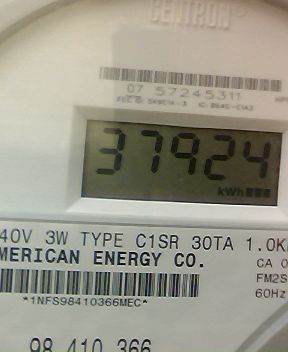 CENTRON®
07 57245311
37924
kWh
40V 3W TYPE C1SR 30TA 1.0K
MERICAN ENERGY CO.
CA 0
FM2S
60Hz
*1NFS98410366MEC*
98 410 366